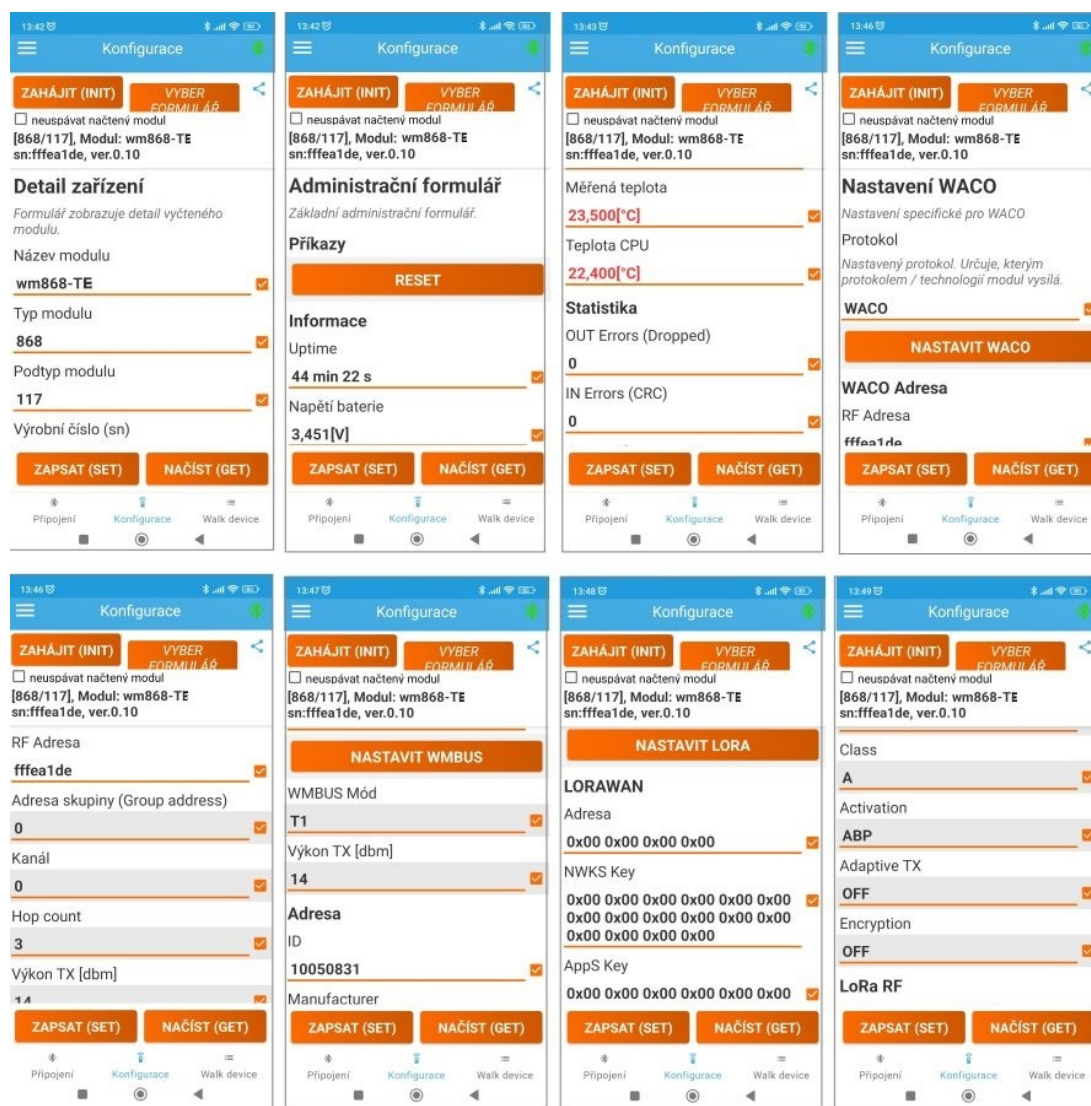 13:42
Konfigurace
ZAHÁJIT (INIT)
VYBER
FORMULÁŘ
neuspávat načtený modul
[868/117], Modul: wm868-TE
sn:fffea1de, ver.0.10
Detail zařízení
Formulář zobrazuje detail vyčteného
modulu.
Název modulu
wm868-TE
Typ modulu
868
Podtyp modulu
117
Výrobní číslo (sn)
ZAPSAT (SET)
NAČÍST (GET)
Připojení
Konfigurace
Walk device
13:42
Konfigurace
ZAHÁJIT (INIT)
VYBER
FORMULÁŘ
neuspávat načtený modul
[868/117], Modul: wm868-TE
sn:fffea1de, ver.0.10
Administrační formulář
Základní administrační formulář.
Příkazy
RESET
Informace
Uptime
44 min 22 s
Napětí baterie
3,451[V]
ZAPSAT (SET)
NAČÍST (GET)
Připojení
Konfigurace
Walk device
13:43
Konfigurace
ZAHÁJIT (INIT)
VYBER
FORMULÁŘ
neuspávat načtený modul
[868/117], Modul: wm868-TE
sn:fffea1de, ver.0.10
Měřená teplota
23,500[°C]
Teplota CPU
22,400[°C]
Statistika
OUT Errors (Dropped)
0
IN Errors (CRC)
0
ZAPSAT (SET)
NAČÍST (GET)
Připojení
Konfigurace
Walk device
13:46
Konfigurace
ZAHÁJIT (INIT)
VYBER
FORMULÁŘ
neuspávat načtený modul
[868/117], Modul: wm868-TE
sn:fffea1de, ver.0.10
Nastavení WACO
Nastavení specifické pro WACO
Protokol
Nastavený protokol. Určuje, kterým
protokolem / technologií modul vysílá.
WACO
NASTAVIT WACO
WACO Adresa
RF Adresa
fffea1de
ZAPSAT (SET)
NAČÍST (GET)
Připojení
Konfigurace
Walk device
13:46
Konfigurace
ZAHÁJIT (INIT)
VYBER
FORMULÁŘ
neuspávat načtený modul
[868/117], Modul: wm868-TE
sn:fffea1de, ver.0.10
RF Adresa
fffea1de
Adresa skupiny (Group address)
0
Kanál
0
Hop count
3
Výkon TX [dbm]
14
ZAPSAT (SET)
NAČÍST (GET)
Připojení
Konfigurace
Walk device
13:47
Konfigurace
ZAHÁJIT (INIT)
VYBER
FORMULÁŘ
neuspávat načtený modul
[868/117], Modul: wm868-TE
sn:fffea1de, ver.0.10
NASTAVIT WMBUS
WMBUS Mód
T1
Výkon TX [dbm]
14
Adresa
ID
10050831
Manufacturer
ZAPSAT (SET)
NAČÍST (GET)
Připojení
Konfigurace
Walk device
13:48
Konfigurace
ZAHÁJIT (INIT)
VYBER
FORMULÁŘ
neuspávat načtený modul
[868/117], Modul: wm868-TE
sn:fffea1de, ver.0.10
NASTAVIT LORA
LORAWAN
Adresa
0x00 0x00 0x00 0x00
NWKS Key
0x00 0x00 0x00 0x00 0x00 0x00
0x00 0x00 0x00 0x00 0x00 0x00
0x00 0x00 0x00 0x00
AppS Key
0x00 0x00 0x00 0x00 0x00 0x00
ZAPSAT (SET)
NAČÍST (GET)
Připojení
Konfigurace
Walk device
13:49
Konfigurace
ZAHÁJIT (INIT)
VYBER
FORMULÁŘ
neuspávat načtený modul
[868/117], Modul: wm868-TE
sn:fffea1de, ver.0.10
Class
A
Activation
ABP
Adaptive TX
OFF
Encryption
OFF
LoRa RF
ZAPSAT (SET)
NAČÍST (GET)
Připojení
Konfigurace
Walk device